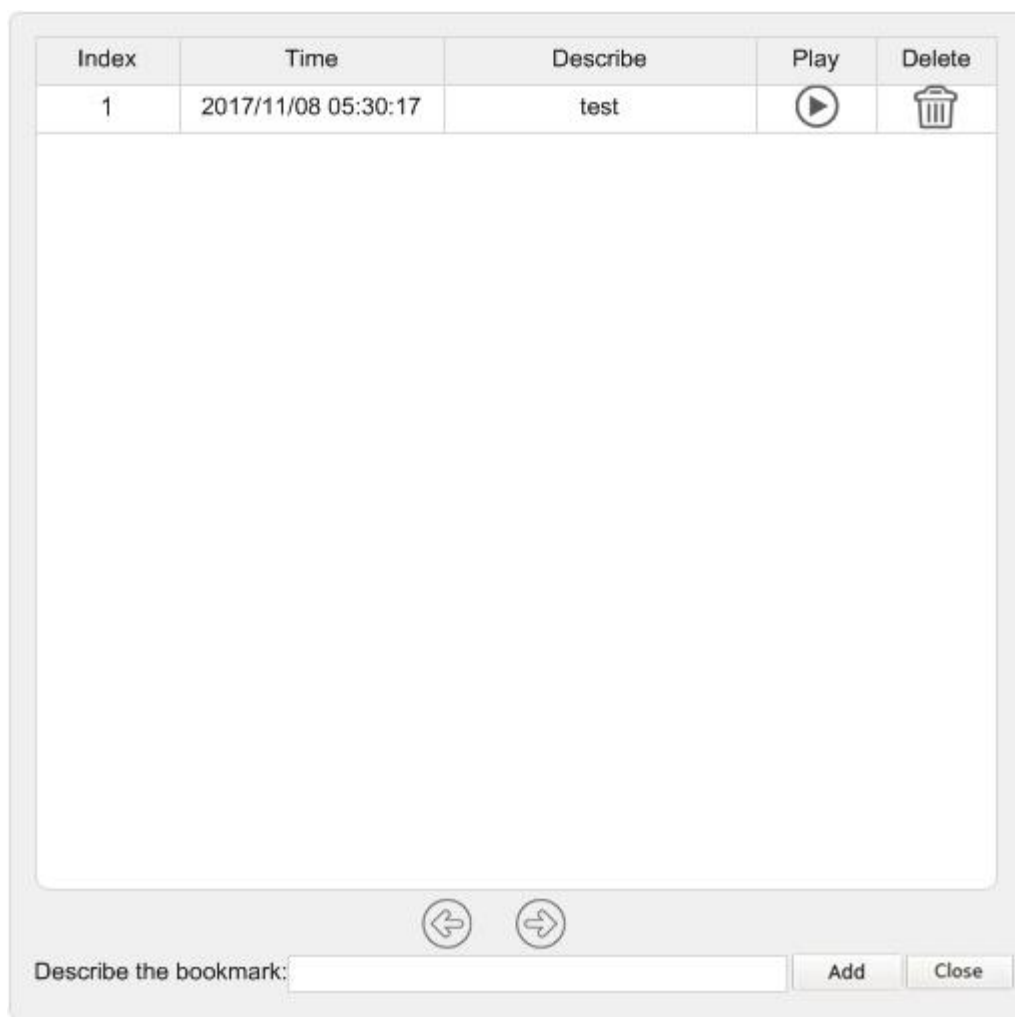 Index Time Describe Play Delete
1 2017/11/08 05:30:17 test
Describe the bookmark: Add Close